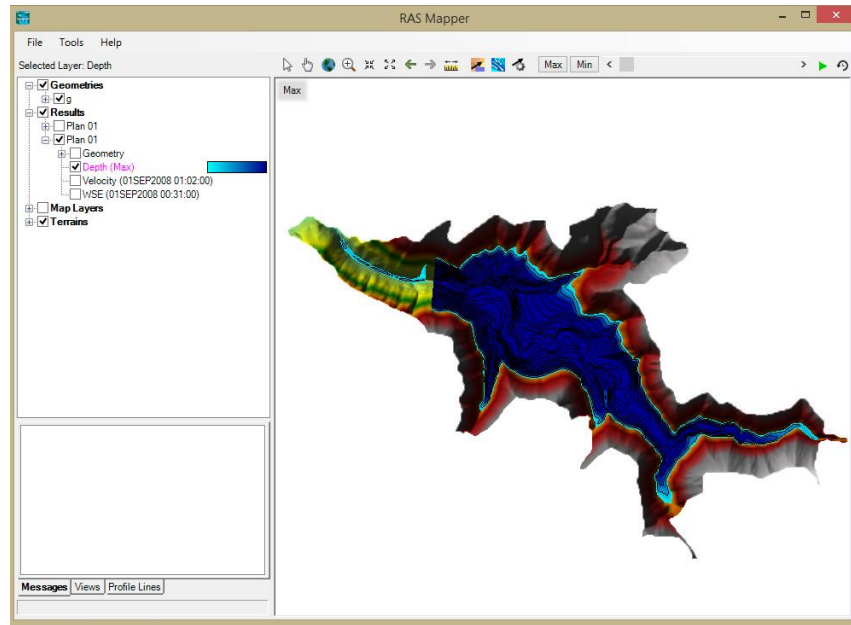 RAS Mapper
File Tools Help
Selected Layer: Depth
Max Min
Geometries
g
Results
Plan 01
Plan 01
Geometry
Depth (Max)
Velocity (01SEP2008 01:02:00)
WSE (01SEP2008 00:31:00)
Map Layers
Terrains
Max
Messages Views Profile Lines